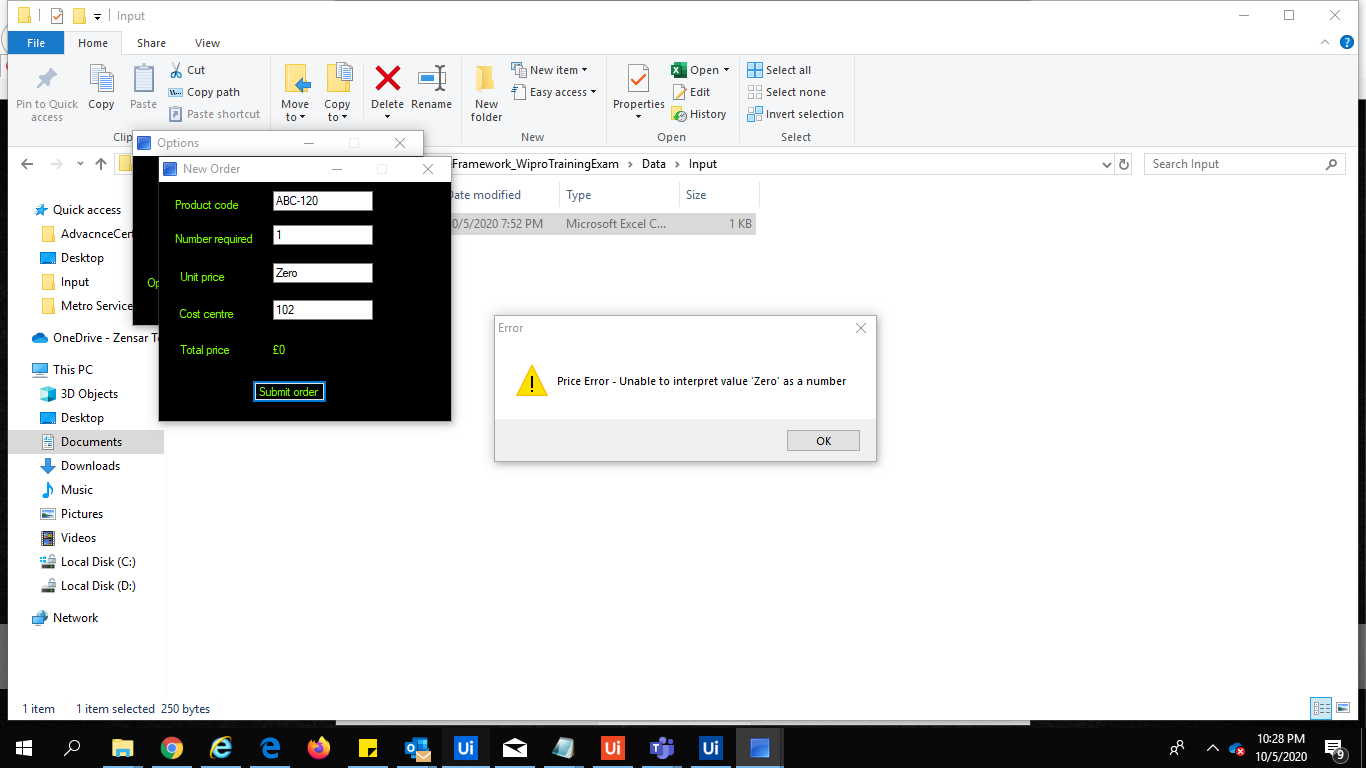 Input
File Home Share View
Pin to Quick access
Copy
Paste
Cut
Copy path
Paste shortcut
Move to
Copy to
Delete
Rename
New folder
New item
Easy access
New
Properties
Open
Edit
History
Open
Select all
Select none
Invert selection
Select
Options
Framework_WiproTrainingExam > Data > Input
Search Input
New Order
Product code ABC-120
Number required 1
Unit price Zero
Cost centre 102
Total price £0
Submit order
Date modified Type Size
0/5/2020 7:52 PM Microsoft Excel C... 1 KB
Quick access
AdvacnceCert
Desktop
Input
Metro Service
OneDrive - Zensar T
This PC
3D Objects
Desktop
Documents
Downloads
Music
Pictures
Videos
Local Disk (C:)
Local Disk (D:)
Network
Error
Price Error - Unable to interpret value 'Zero' as a number
OK
1 item 1 item selected 250 bytes
Ui Ui Ui
10:28 PM
10/5/2020
9